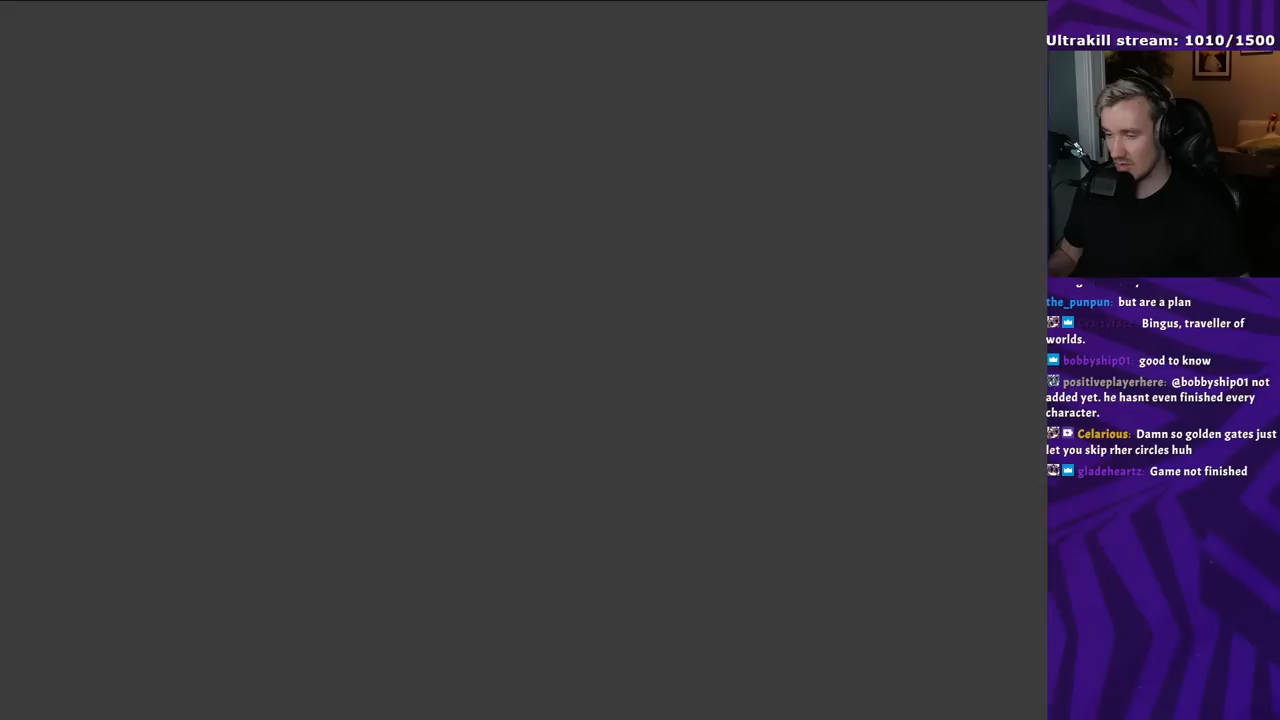 Ultrakill stream: 1010/1500
the_punpun: but are a plan
Bingus, traveller of
worlds.
bobbyship01: good to know
positiveplayerhere: @bobbyship01 not
added yet. he hasnt even finished every
character.
Celarious: Damn so golden gates just
let you skip rher circles huh
gladeheartz: Game not finished